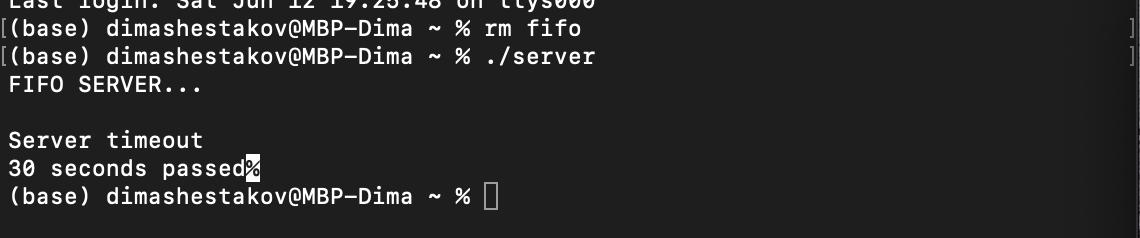 Last login: Sat Jun 12 19:25:48 on ttys000
[(base) dimashestakov@MBP-Dima ~ % rm fifo ]
[(base) dimashestakov@MBP-Dima ~ % ./server ]
FIFO SERVER...
Server timeout
30 seconds passed%
(base) dimashestakov@MBP-Dima ~ %